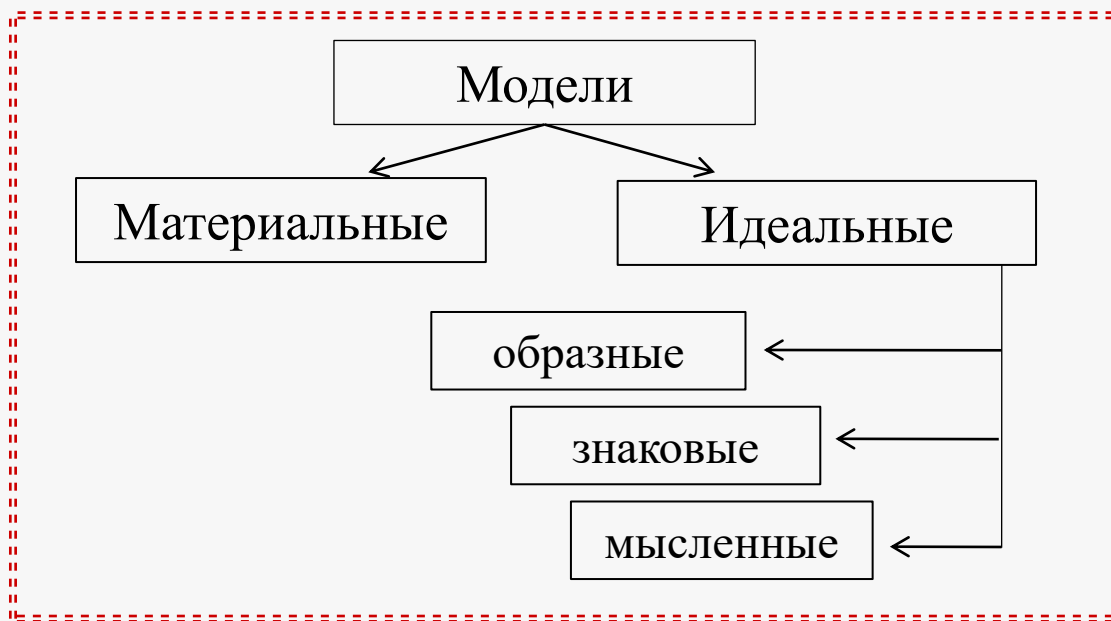 Модели
Материальные
Идеальные
образные
знаковые
мысленные